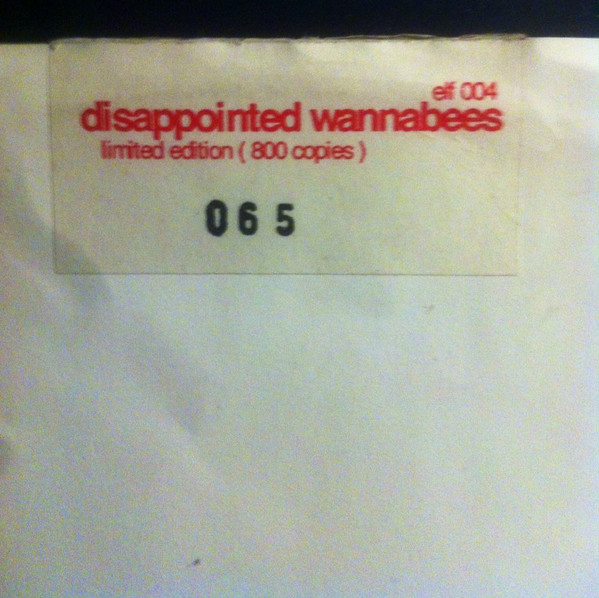 elf 004
disappointed wannabees
limited edition ( 800 copies )
065